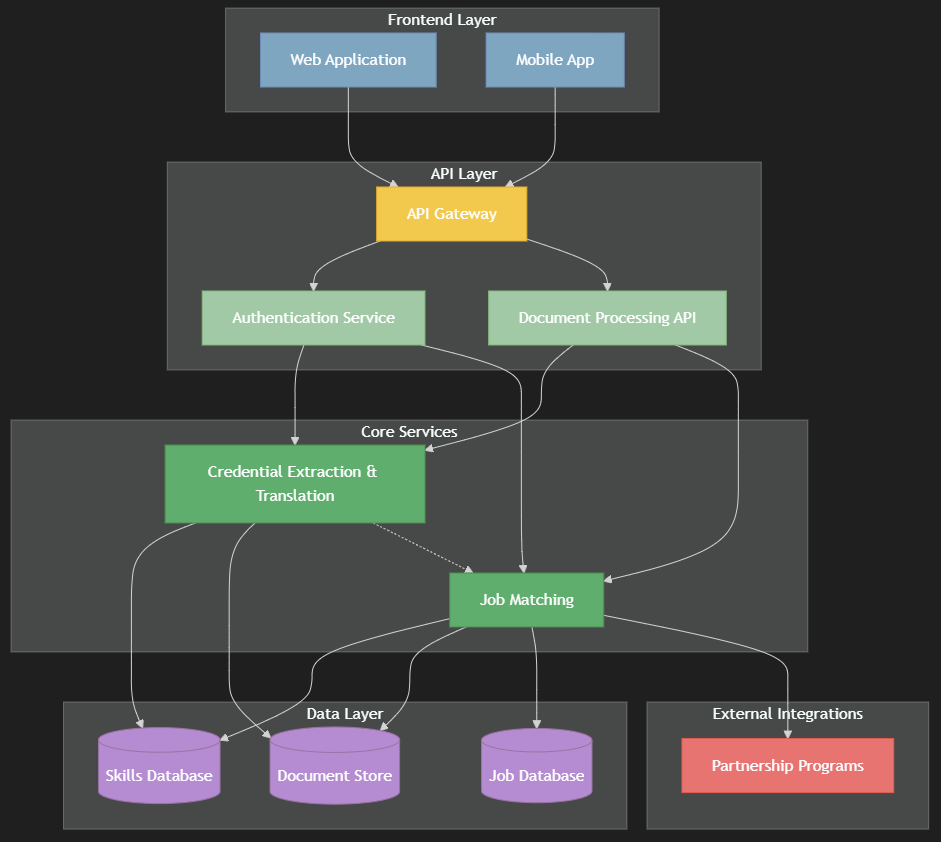 Frontend Layer
Web Application
Mobile App
API Layer
API Gateway
Authentication Service
Document Processing API
Core Services
Credential Extraction &
Translation
Job Matching
Data Layer
External Integrations
Skills Database
Document Store
Job Database
Partnership Programs